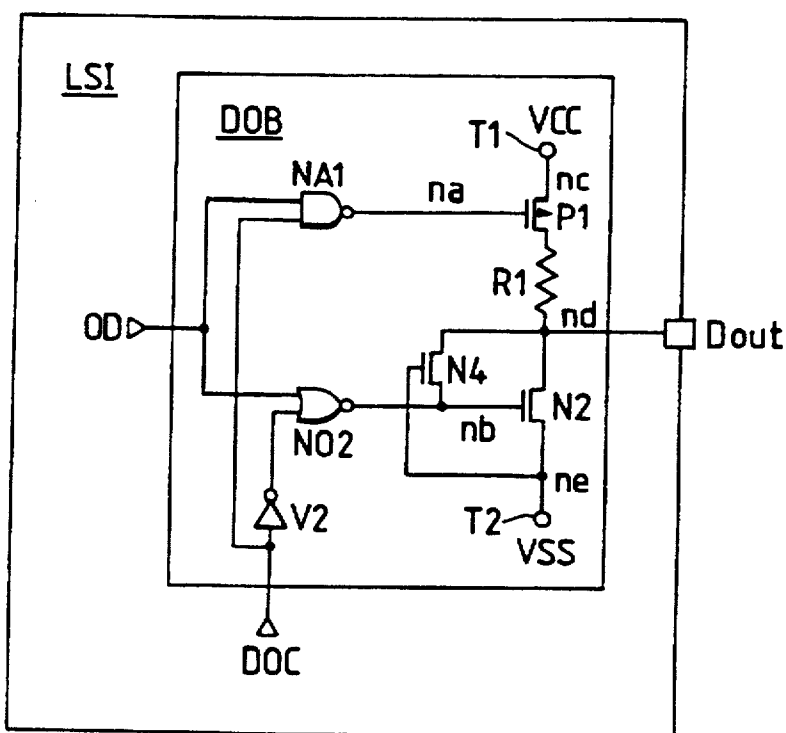 LSI
DOB
T1
VCC
NA1
na
nc
P1
R1
nd
OD
Dout
N4
N2
NO2
nb
ne
V2
T2
VSS
DOC